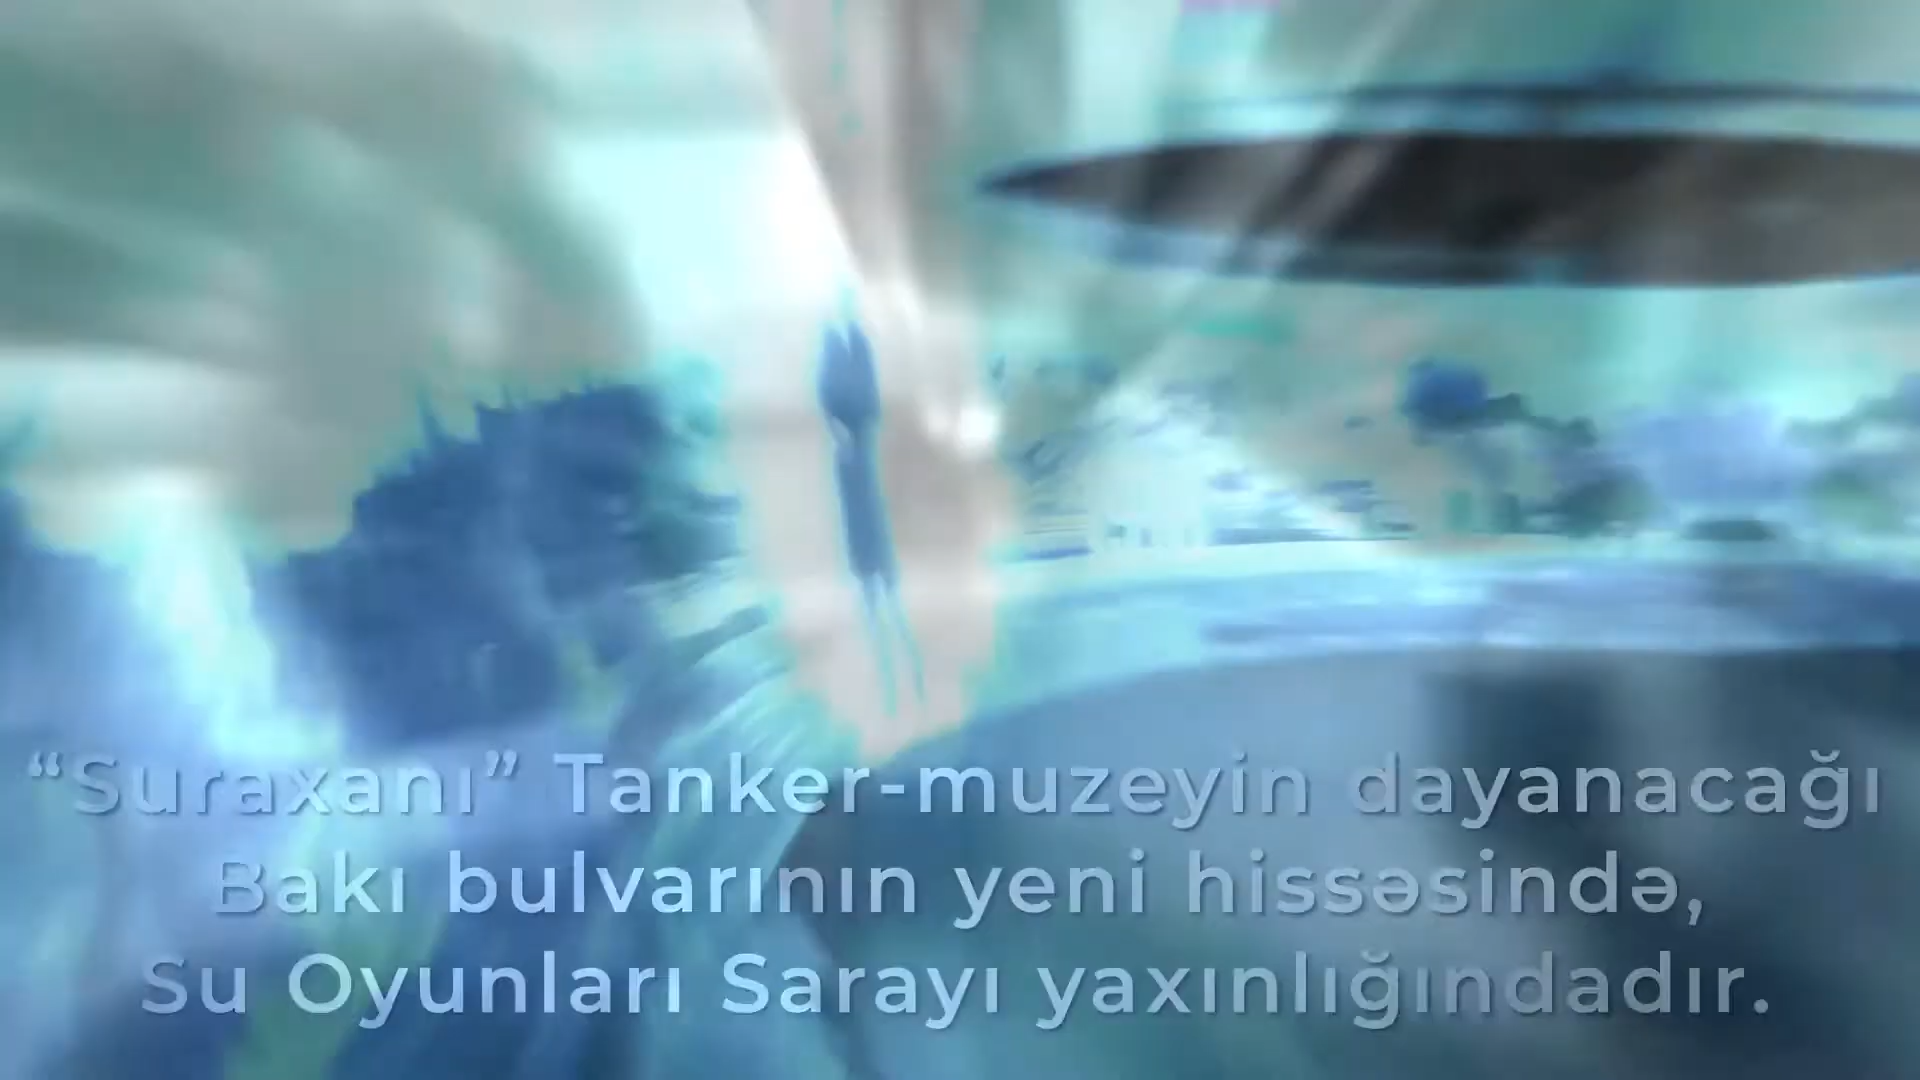 “Suraxanı” Tanker-muzeyin dayanacağı
Bakı bulvarının yeni hissəsində,
Su Oyunları Sarayı yaxınlığındadır.